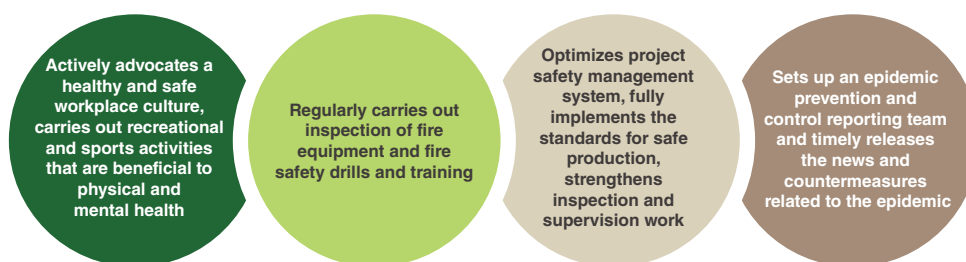 Actively advocates a
healthy and safe
workplace culture,
carries out recreational
and sports activities
that are beneficial to
physical and
mental health
Regularly carries out
inspection of fire
equipment and fire
safety drills and training
Optimizes project
safety management
system, fully
implements the
standards for safe
production,
strengthens
inspection and
supervision work
Sets up an epidemic
prevention and
control reporting team
and timely releases
the news and
countermeasures
related to the epidemic